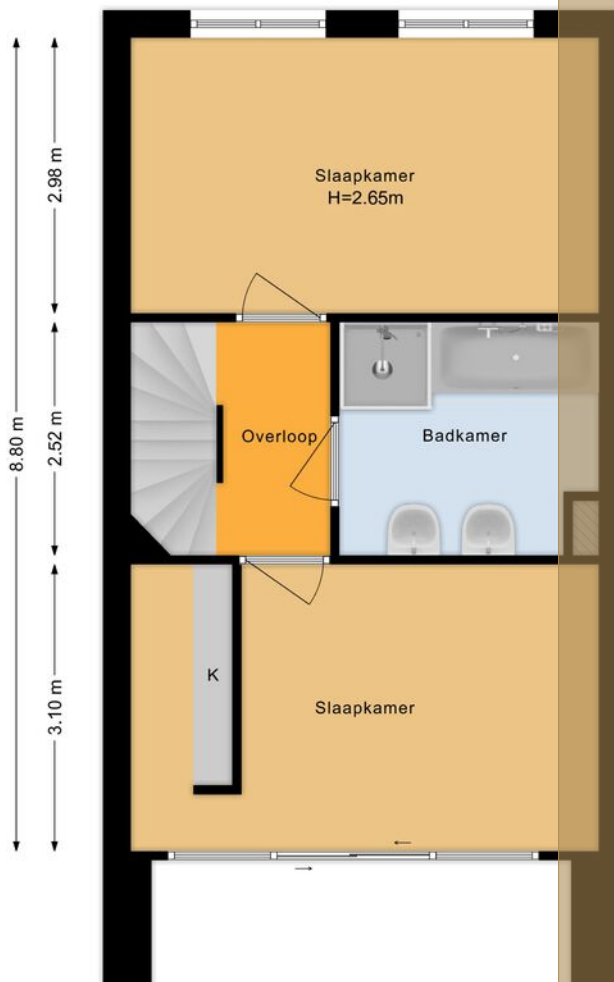 Slaapkamer
H=2.65m
2.98 m
8.80 m
2.52 m
Overloop
Badkamer
3.10 m
K
Slaapkamer